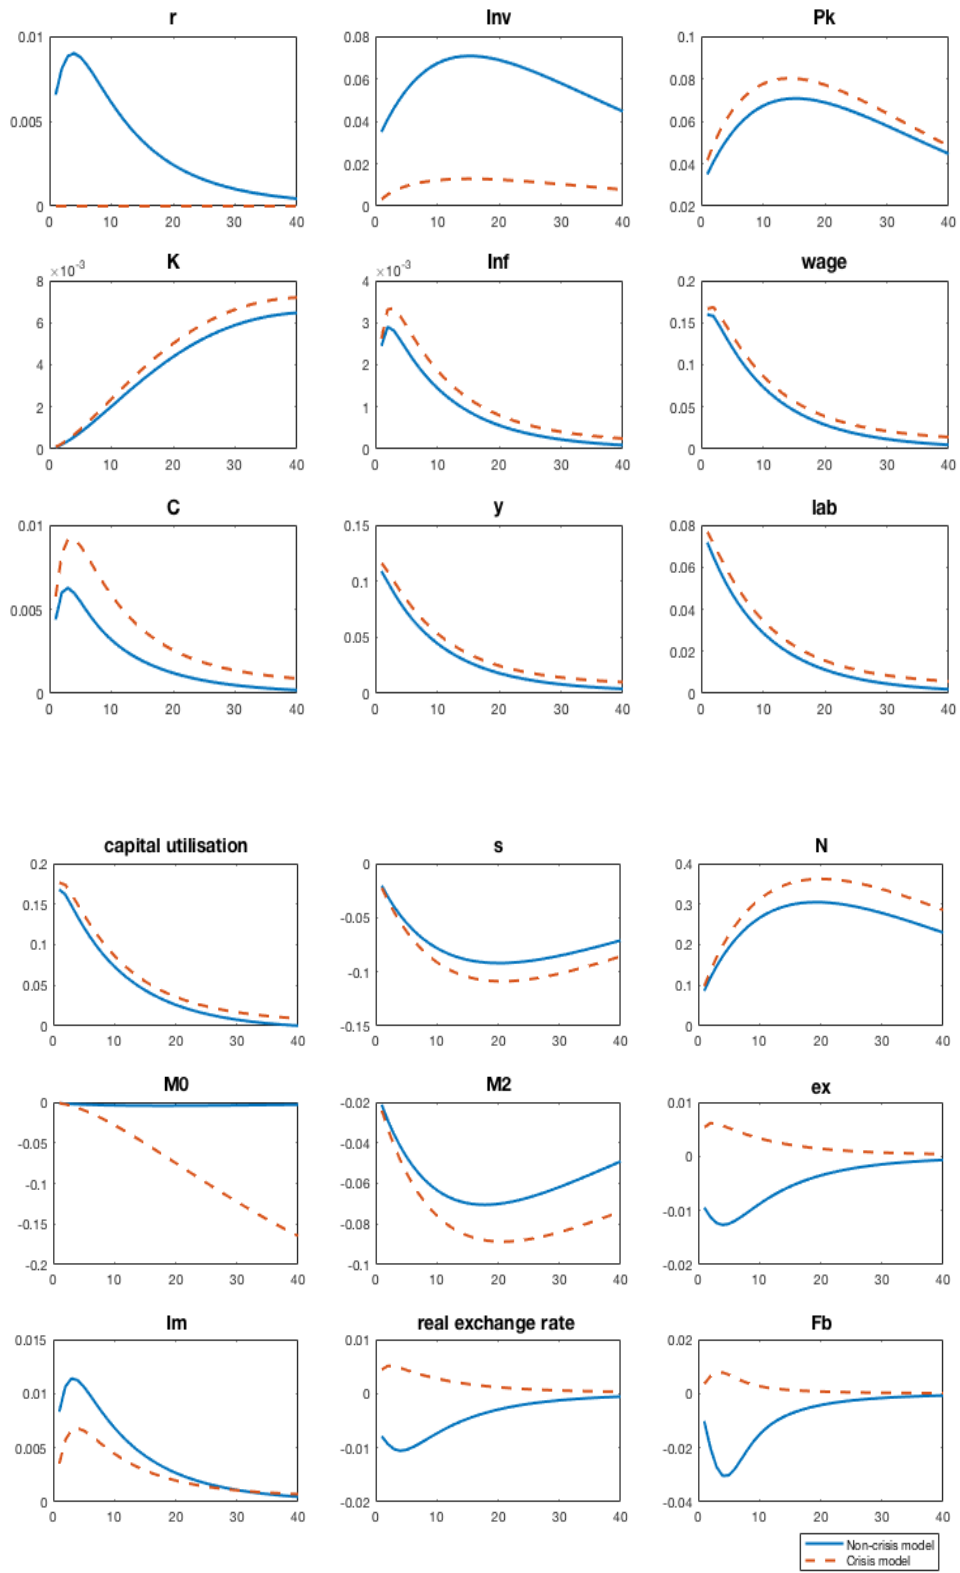 r Inv Pk
0.01 0.08 0.1
0.06 0.08
0.005 0.04 0.06
0.02 0.04
0 0 0.02
0 10 20 30 40 0 10 20 30 40 0 10 20 30 40
K Inf wage
8 ×10-3 4 ×10-3 0.2
6 3 0.15
4 2 0.1
2 1 0.05
0 0 0
0 10 20 30 40 0 10 20 30 40 0 10 20 30 40
C y lab
0.01 0.15 0.08
0.1 0.06
0.005 0.04
0.05 0.02
0 0 0
0 10 20 30 40 0 10 20 30 40 0 10 20 30 40
capital utilisation s N
0.2 0 0.4
0.15 -0.05 0.3
0.1 0.2
0.05 -0.1 0.1
0 -0.15 0
0 10 20 30 40 0 10 20 30 40 0 10 20 30 40
M0 M2 ex
0 -0.02 0.01
-0.05 -0.04 0
-0.1 -0.06
-0.15 -0.08 -0.01
-0.2 -0.1 -0.02
0 10 20 30 40 0 10 20 30 40 0 10 20 30 40
Im real exchange rate Fb
0.015 0.01 0.02
0.01 0 0
0.005 -0.01 -0.02
0 -0.02 -0.04
0 10 20 30 40 0 10 20 30 40 0 10 20 30 40
Non-crisis model
Crisis model